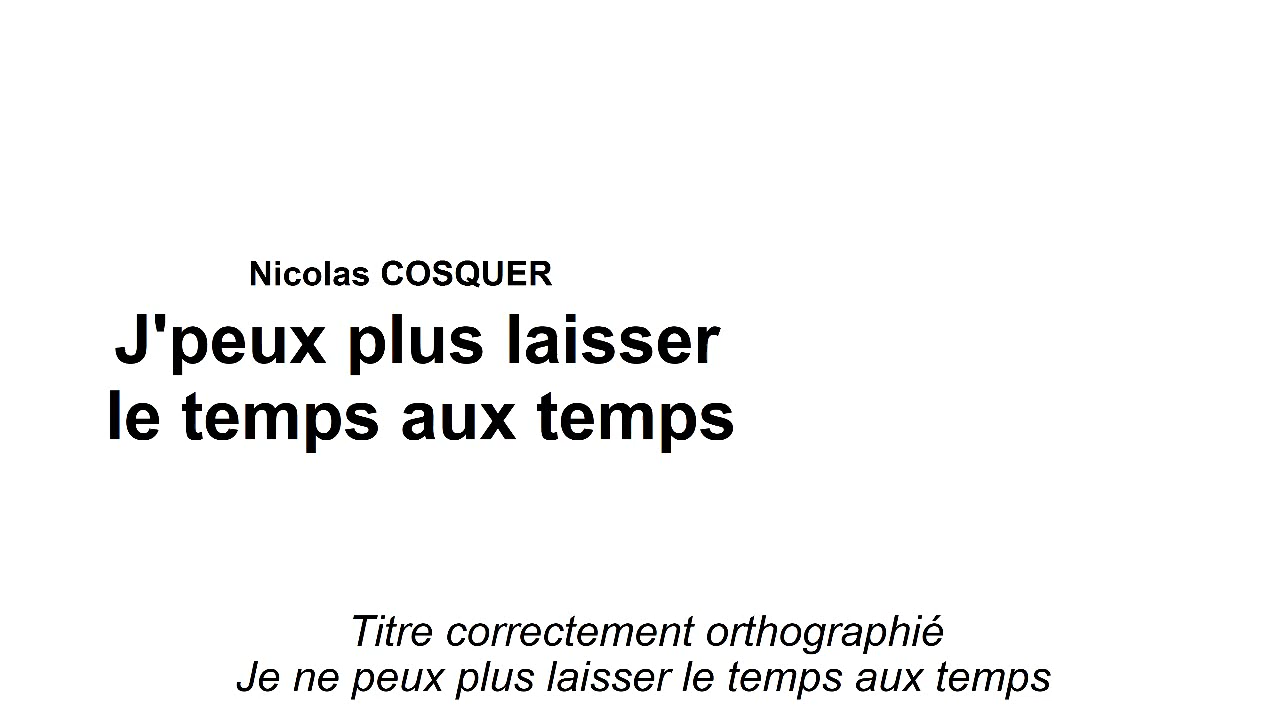 Nicolas COSQUER
J'peux plus laisser
le temps aux temps
Titre correctement orthographié
Je ne peux plus laisser le temps aux temps